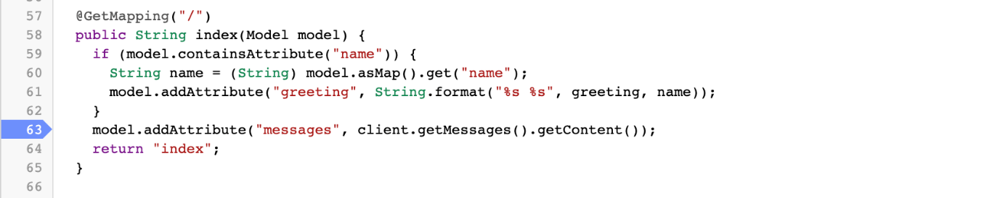 57 @GetMapping("/")
58 public String index(Model model) {
59 if (model.containsAttribute("name")) {
60 String name = (String) model.asMap().get("name");
61 model.addAttribute("greeting", String.format("%s %s", greeting, name));
62 }
63 model.addAttribute("messages", client.getMessages().getContent());
64 return "index";
65 }
66